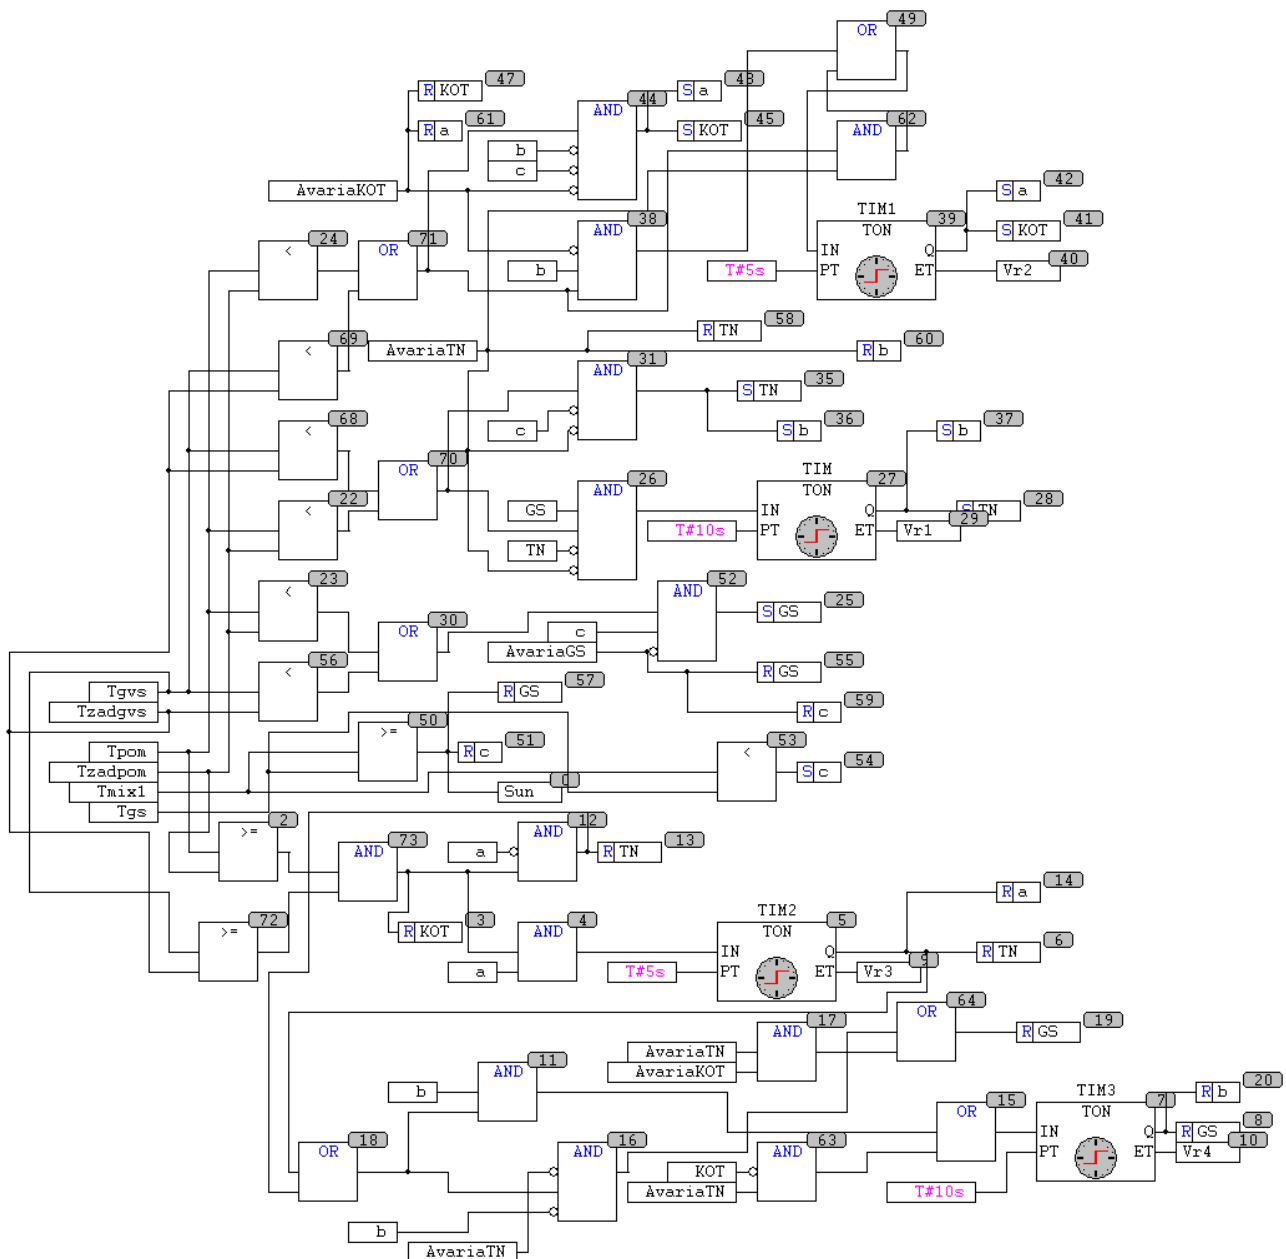 49
OR
47
R KOT
48
S a
44
AND
61
R a
45
S KOT
62
AND
b
c
AvariaKOT
42
S a
TIM1
38
AND
39
TON
41
S KOT
24
<
71
OR
IN Q
40
b
T#5s
PT ET
Vr2
58
R TN
69
<
AvariaTN
60
R b
31
AND
35
S TN
68
<
c
36
S b
37
S b
70
OR
TIM
26
AND
27
TON
22
<
GS
IN Q
28
S TN
29
T#10s
PT ET
Vr1
TN
23
<
52
AND
25
S GS
30
OR
c
AvariaGS
56
<
55
R GS
57
R GS
Tgvs
Tzadgvs
59
R c
50
>=
51
R c
53
<
Tpom
Tzadpom
54
S c
Tmix1
0
Sun
Tgs
2
>=
12
AND
73
AND
a
13
R TN
14
R a
TIM2
72
>=
3
R KOT
4
AND
5
TON
6
R TN
IN Q
9
a
T#5s
PT ET
Vr3
64
OR
17
AND
19
R GS
AvariaTN
11
AND
AvariaKOT
20
R b
b
TIM3
15
OR
7
TON
18
OR
16
AND
63
AND
IN Q
8
R GS
10
PT ET
Vr4
KOT
AvariaTN
T#10s
b
AvariaTN